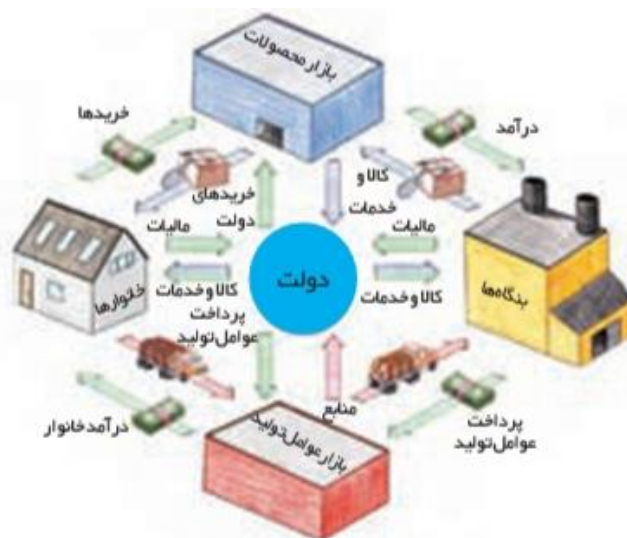 بازار محصولات
خریدها
درآمد
کالا و
خدمات
خریدهای
دولت
مالیات
مالیات
دولت
خانوارها
بنگاه‌ها
کالا و خدمات
کالا و خدمات
پرداخت
عوامل تولید
منابع
درآمد خانوار
بازار عوامل تولید
پرداخت
عوامل تولید